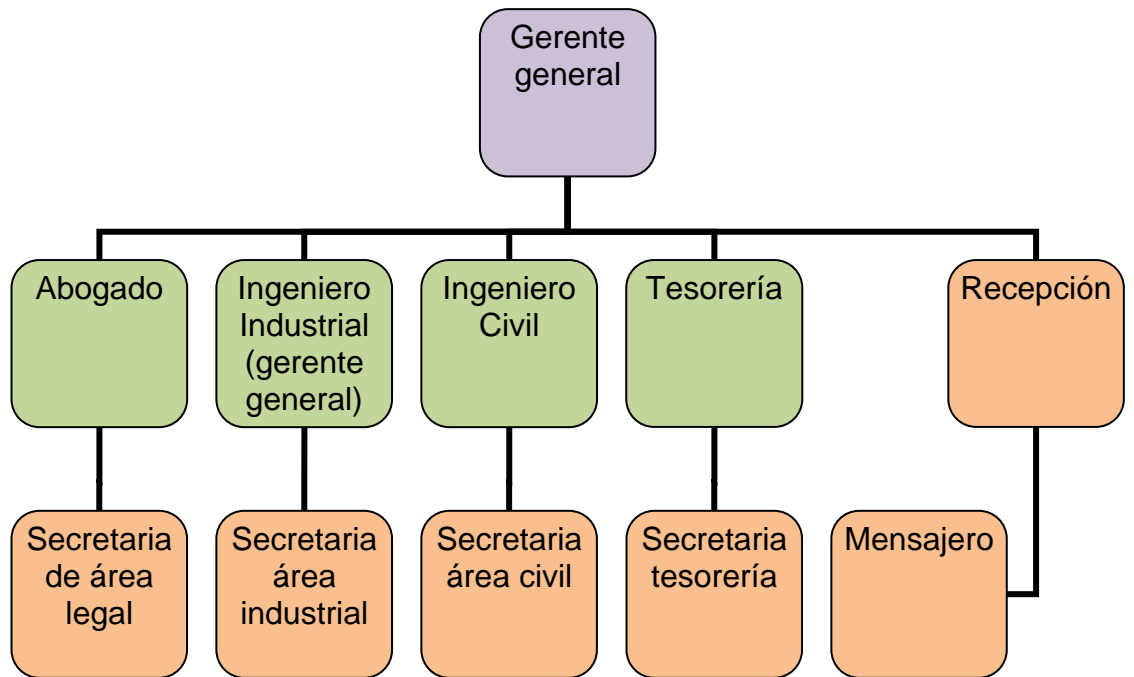 Gerente
general
Abogado
Ingeniero
Industrial
(gerente
general)
Ingeniero
Civil
Tesorería
Recepción
Secretaria
de área
legal
Secretaria
área
industrial
Secretaria
área civil
Secretaria
tesorería
Mensajero